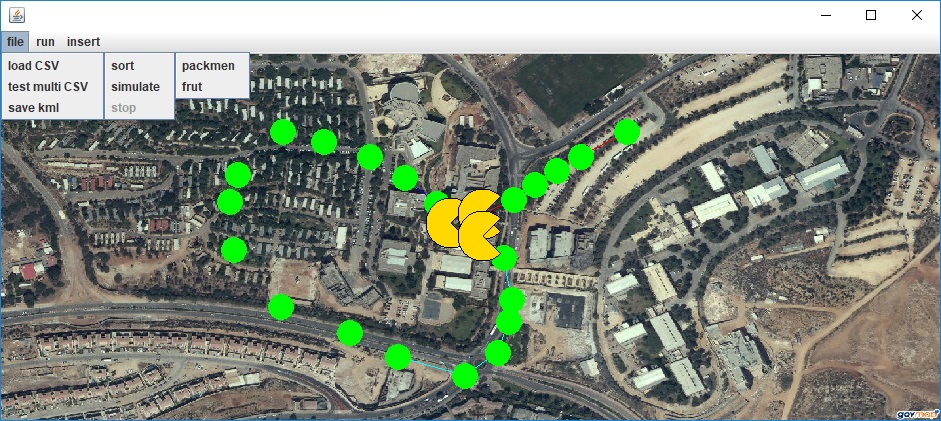 file run insert
load CSV sort packmen
test multi CSV simulate frut
save kml stop
govmap